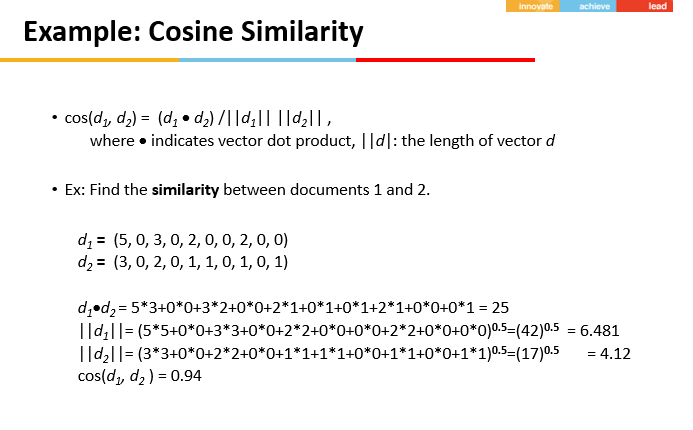 innovate achieve lead
Example: Cosine Similarity
• cos(d₁, d₂) = (d₁ • d₂) /||d₁|| ||d₂|| ,
where • indicates vector dot product, ||d|: the length of vector d
• Ex: Find the similarity between documents 1 and 2.
d₁ = (5, 0, 3, 0, 2, 0, 0, 2, 0, 0)
d₂ = (3, 0, 2, 0, 1, 1, 0, 1, 0, 1)
d₁•d₂ = 5*3+0*0+3*2+0*0+2*1+0*1+0*1+2*1+0*0+0*1 = 25
||d₁||= (5*5+0*0+3*3+0*0+2*2+0*0+0*0+2*2+0*0+0*0)⁰·⁵=(42)⁰·⁵ = 6.481
||d₂||= (3*3+0*0+2*2+0*0+1*1+1*1+0*0+1*1+0*0+1*1)⁰·⁵=(17)⁰·⁵ = 4.12
cos(d₁, d₂ ) = 0.94